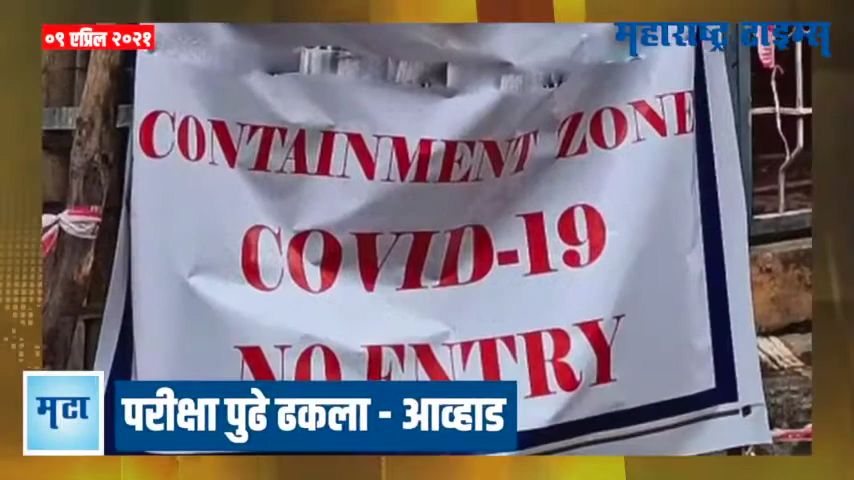 ०९ एप्रिल २०२१
महाराष्ट्र टाइम्स
CONTAINMENT ZONE
COVID-19
NO ENTRY
मटा
परीक्षा पुढे ढकला - आव्हाड